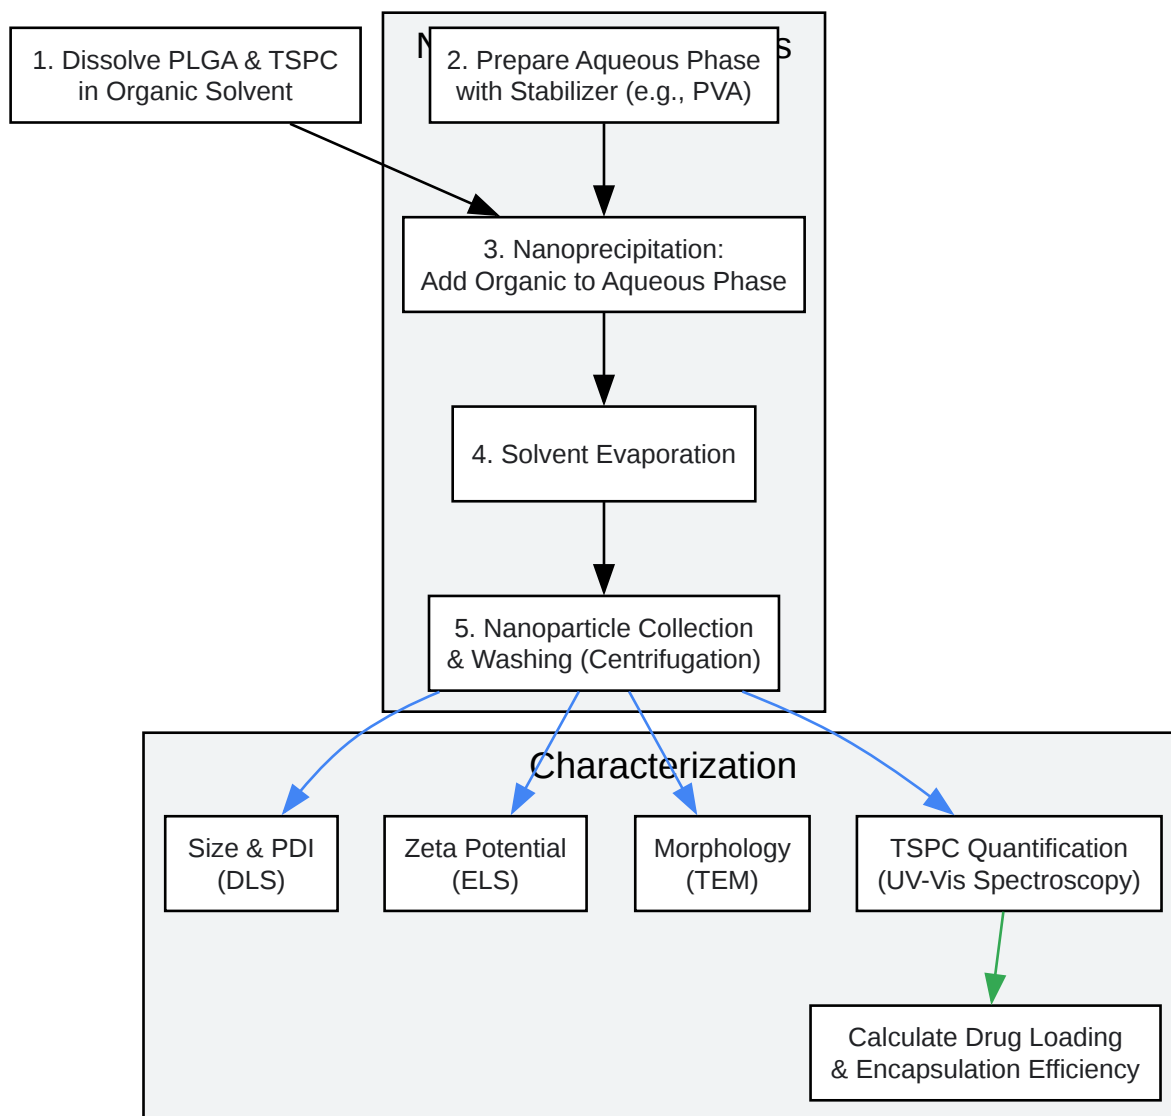 1. Dissolve PLGA & TSPC
in Organic Solvent
2. Prepare Aqueous Phase
with Stabilizer (e.g., PVA)
3. Nanoprecipitation:
Add Organic to Aqueous Phase
4. Solvent Evaporation
5. Nanoparticle Collection
& Washing (Centrifugation)
Characterization
Size & PDI
(DLS)
Zeta Potential
(ELS)
Morphology
(TEM)
TSPC Quantification
(UV-Vis Spectroscopy)
Calculate Drug Loading
& Encapsulation Efficiency